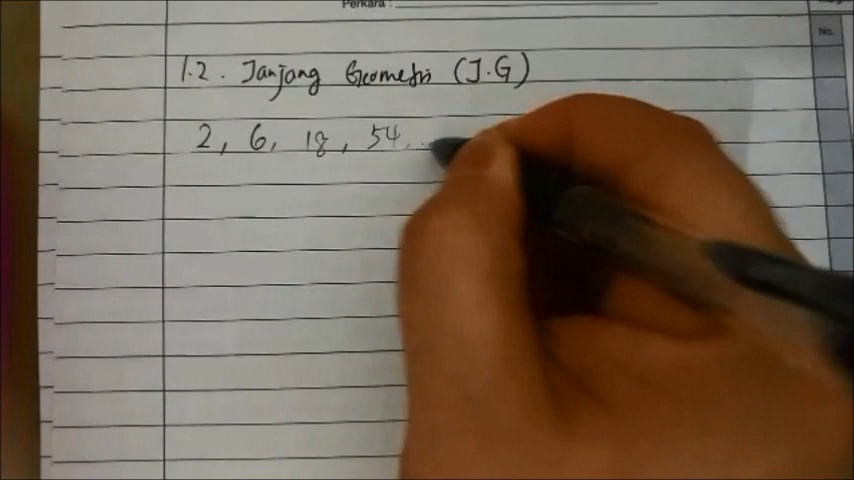 Perkara :
No.
1.2. Janjang Geometri (J.G)
2, 6, 18, 54, ..